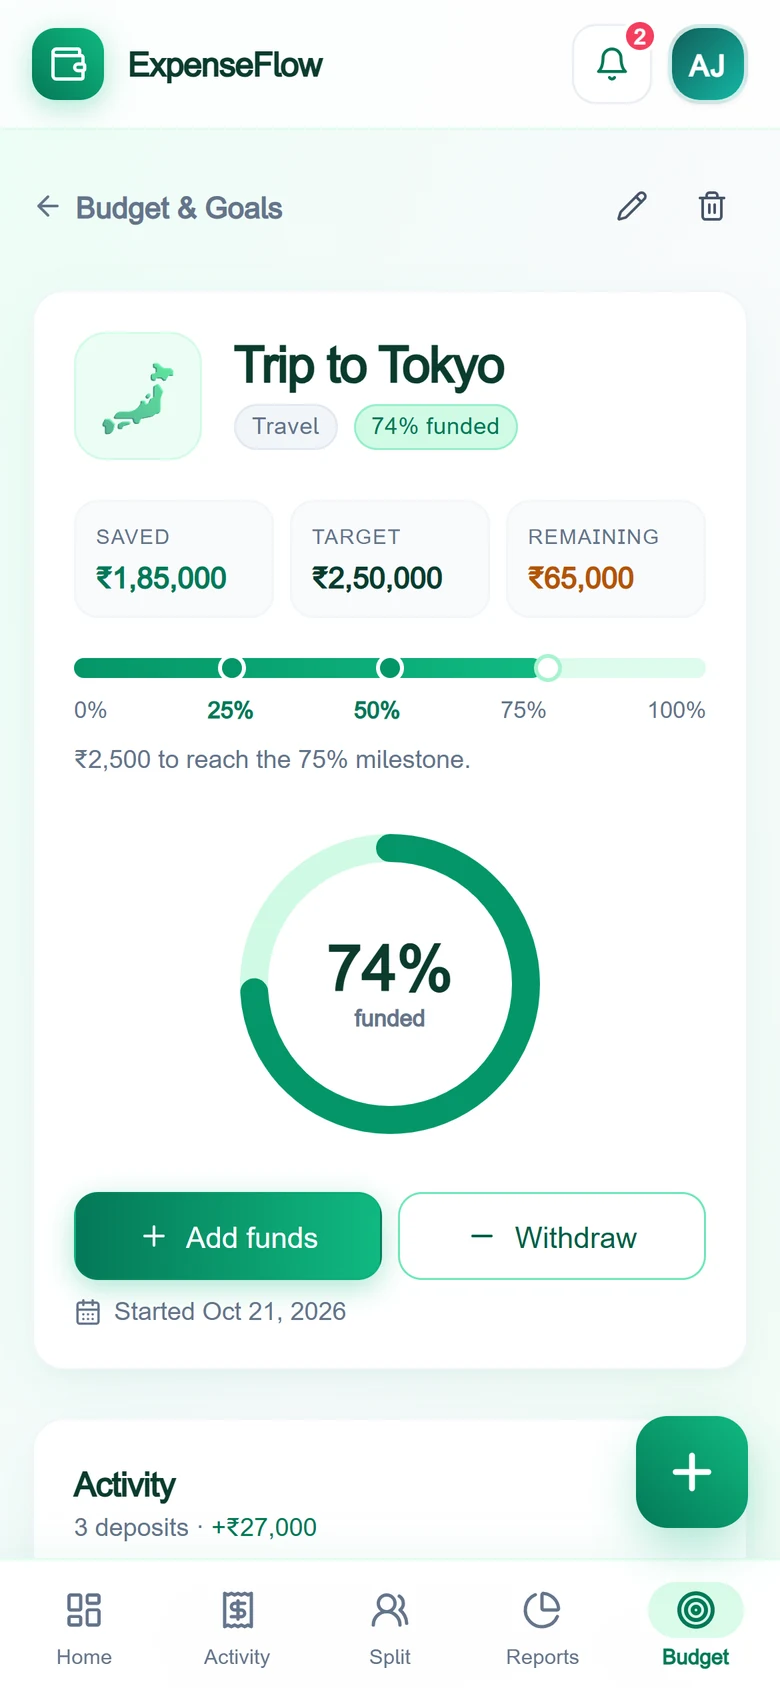 ExpenseFlow
2
AJ
Budget & Goals
Trip to Tokyo
Travel
74% funded
SAVED
₹1,85,000
TARGET
₹2,50,000
REMAINING
₹65,000
0%
25%
50%
75%
100%
₹2,500 to reach the 75% milestone.
74%
funded
+ Add funds
− Withdraw
Started Oct 21, 2026
Activity
3 deposits · +₹27,000
Home
Activity
Split
Reports
Budget